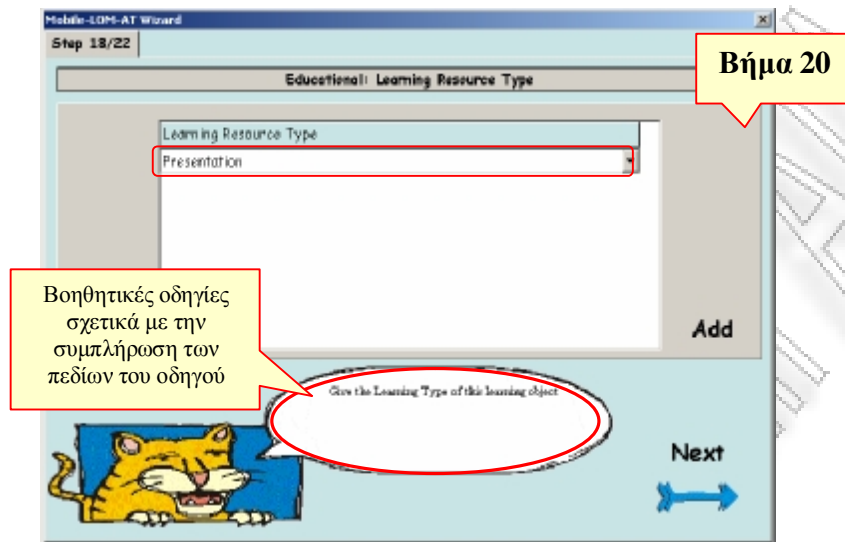 Mobile-LOM-AT Wizard
Step 18/22
Βήμα 20
Educational: Learning Resource Type
Learning Resource Type
Presentation
Βοηθητικές οδηγίες
σχετικά με την
συμπλήρωση των
πεδίων του οδηγού
Add
Give the Learning Type of this learning object
Next